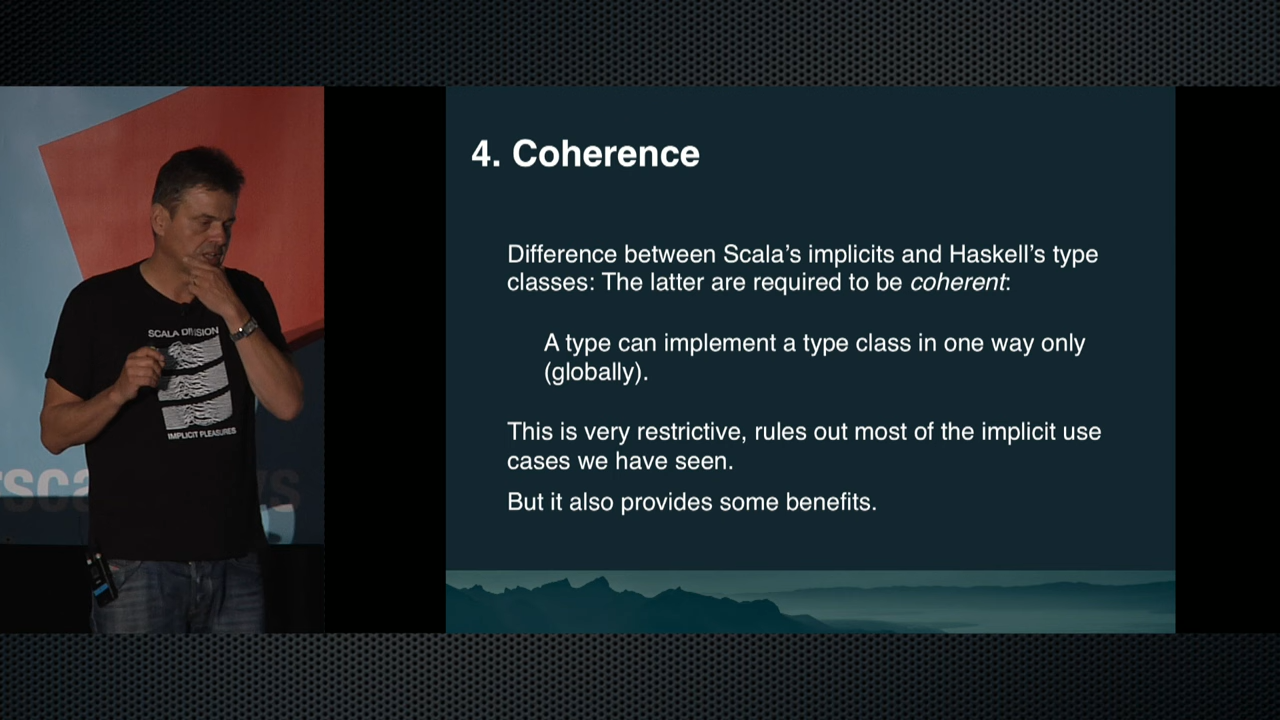 SCALA DIVISION
IMPLICIT PLEASURES
4. Coherence
Difference between Scala's implicits and Haskell's type
classes: The latter are required to be coherent:
A type can implement a type class in one way only
(globally).
This is very restrictive, rules out most of the implicit use
cases we have seen.
But it also provides some benefits.